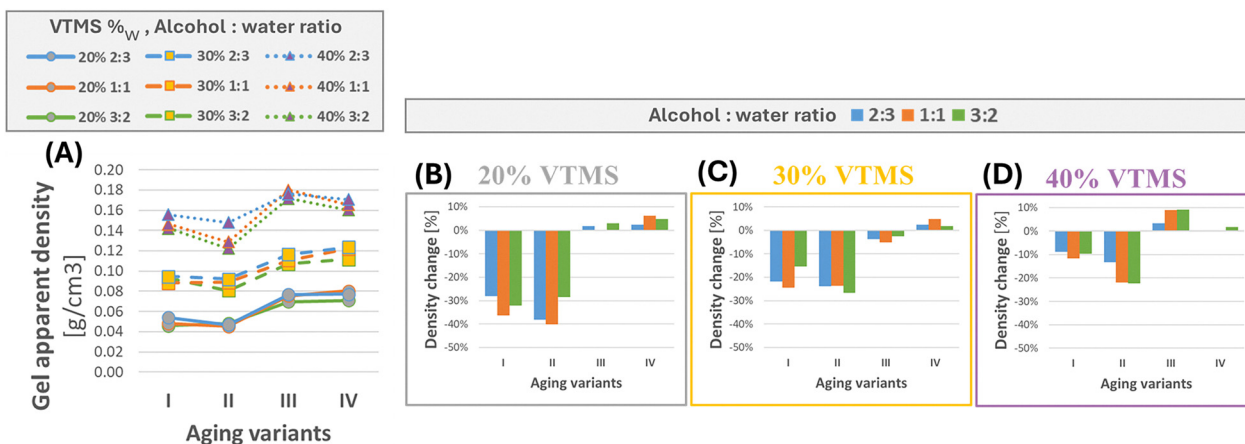 VTMS %W , Alcohol : water ratio
20% 2:3 30% 2:3 40% 2:3
20% 1:1 30% 1:1 40% 1:1
20% 3:2 30% 3:2 40% 3:2
Alcohol : water ratio 2:3 1:1 3:2
(A)
Gel apparent density
[g/cm3]
0.20
0.18
0.16
0.14
0.12
0.10
0.08
0.06
0.04
0.02
0.00
I II III IV
Aging variants
(B) 20% VTMS
Density change [%]
10%
0%
-10%
-20%
-30%
-40%
-50%
I II III IV
Aging variants
(C) 30% VTMS
Density change [%]
10%
0%
-10%
-20%
-30%
-40%
-50%
I II III IV
Aging variants
(D) 40% VTMS
Density change [%]
10%
0%
-10%
-20%
-30%
-40%
-50%
I II III IV
Aging variants